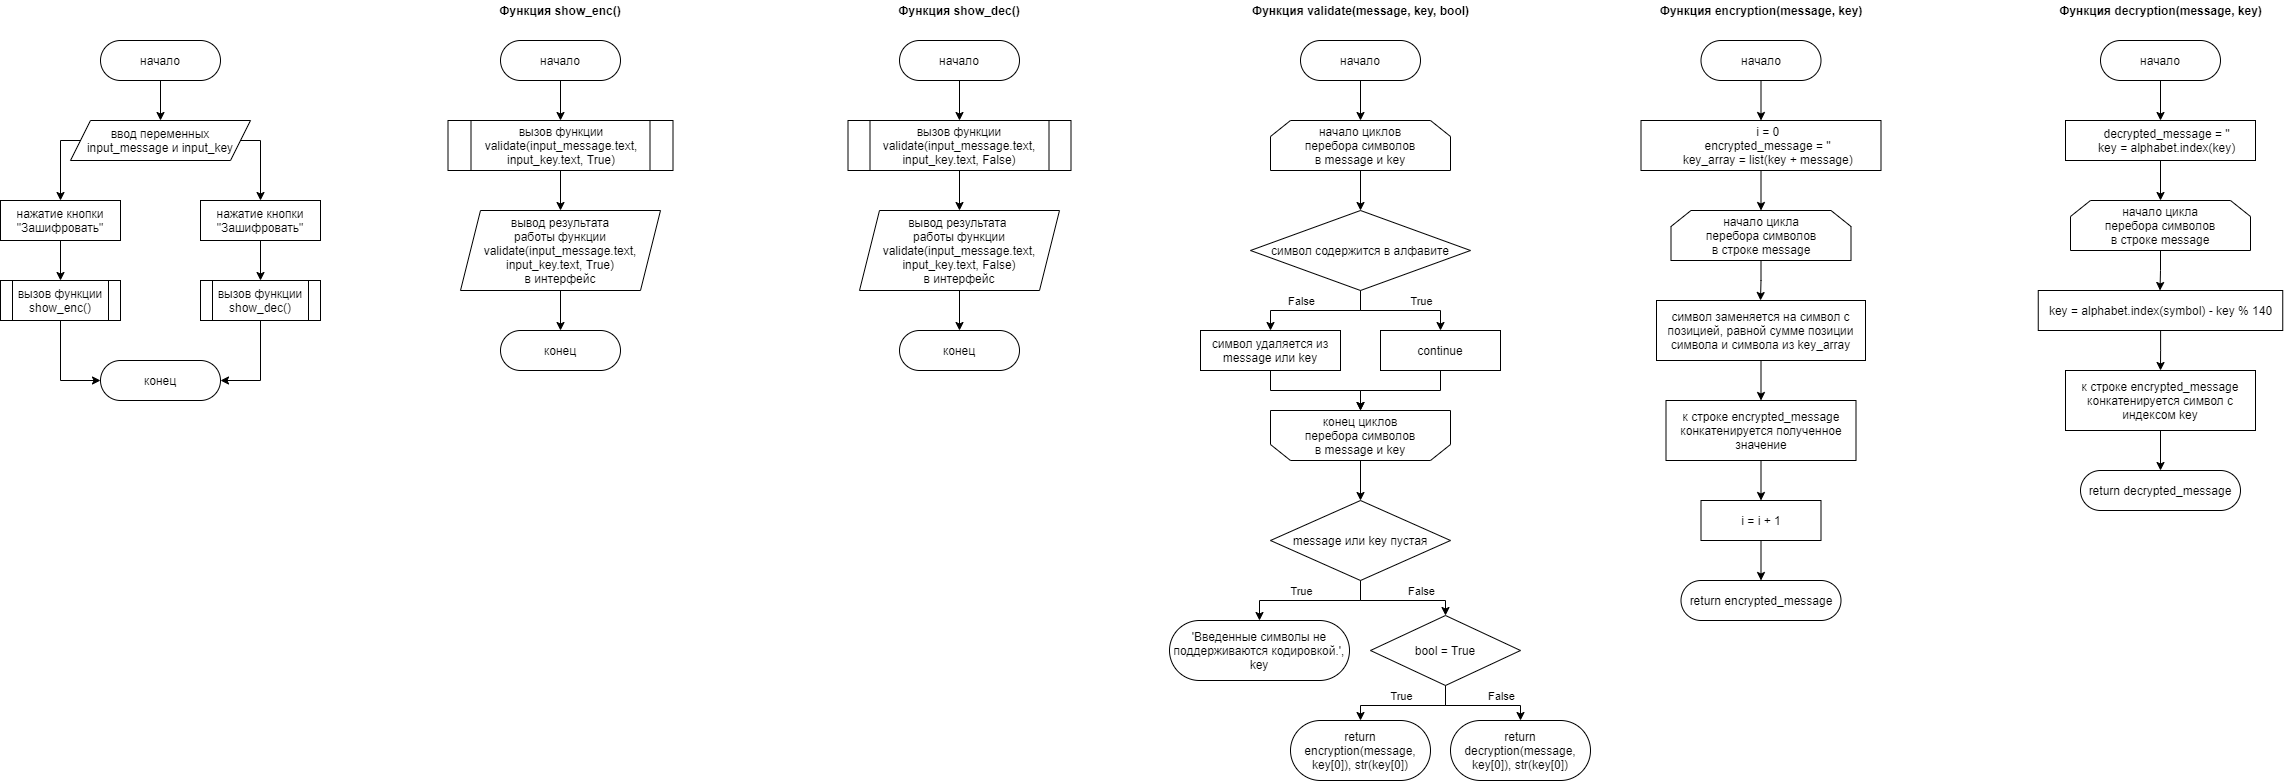 начало
ввод переменных
input_message и input_key
нажатие кнопки
"Зашифровать"
нажатие кнопки
"Зашифровать"
вызов функции
show_enc()
вызов функции
show_dec()
конец
Функция show_enc()
начало
вызов функции
validate(input_message.text,
input_key.text, True)
вывод результата
работы функции
validate(input_message.text,
input_key.text, True)
в интерфейс
конец
Функция show_dec()
начало
вызов функции
validate(input_message.text,
input_key.text, False)
вывод результата
работы функции
validate(input_message.text,
input_key.text, False)
в интерфейс
конец
Функция validate(message, key, bool)
начало
начало циклов
перебора символов
в message и key
символ содержится в алфавите
False
True
символ удаляется из
message или key
continue
конец циклов
перебора символов
в message и key
message или key пустая
True
False
'Введенные символы не
поддерживаются кодировкой.',
key
bool = True
True
False
return
encryption(message,
key[0]), str(key[0])
return
decryption(message,
key[0]), str(key[0])
Функция encryption(message, key)
начало
i = 0
encrypted_message = ''
key_array = list(key + message)
начало цикла
перебора символов
в строке message
символ заменяется на символ с
позицией, равной сумме позиции
символа и символа из key_array
к строке encrypted_message
конкатенируется полученное
значение
i = i + 1
return encrypted_message
Функция decryption(message, key)
начало
decrypted_message = ''
key = alphabet.index(key)
начало цикла
перебора символов
в строке message
key = alphabet.index(symbol) - key % 140
к строке encrypted_message
конкатенируется символ с
индексом key
return decrypted_message